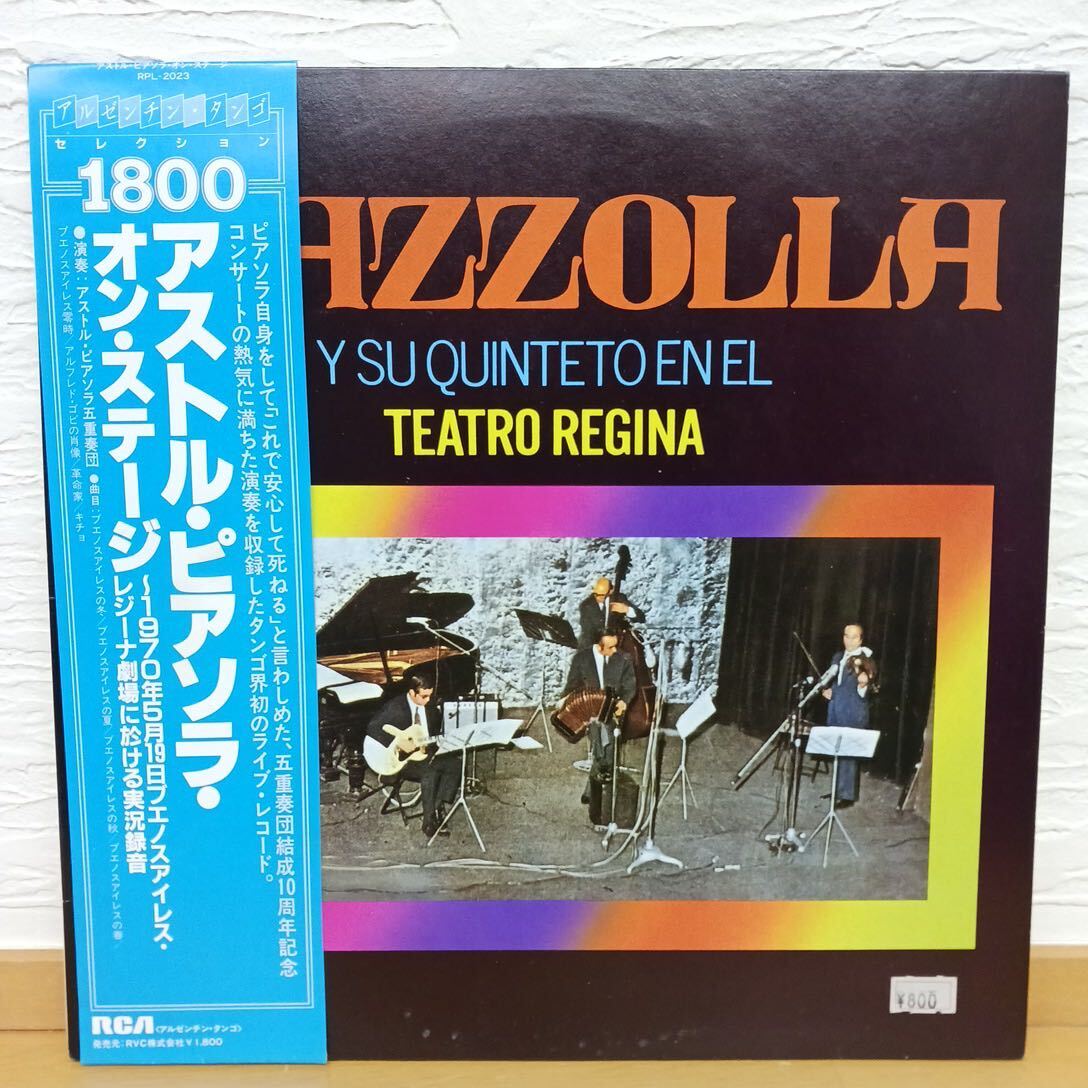 アストル・ピアソラ・オン・ステージ
RPL-2023
アルゼンチン・タンゴ
セレクション
1800
ピアソラ自身をして「これで安心して死ねる」と言わしめた、五重奏団結成10周年記念
コンサートの熱気に満ちた演奏を収録したタンゴ界初のライブ・レコード。
アストル・ピアソラ・
オン・ステージ
〜1970年5月19日ブエノスアイレス・
レジーナ劇場に於ける実況録音
●演奏:アストル・ピアソラ五重奏団 ●曲目:ブエノスアイレスの冬/ブエノスアイレスの夏/ブエノスアイレスの秋/ブエノスアイレスの春/
ブエノスアイレス零時/アルフレド・ゴビの肖像/革命家/キチョ
RCA〈アルゼンチン・タンゴ〉
発売元:RVC株式会社¥1,800
AZZOLLA
Y SU QUINTETO EN EL
TEATRO REGINA
¥800